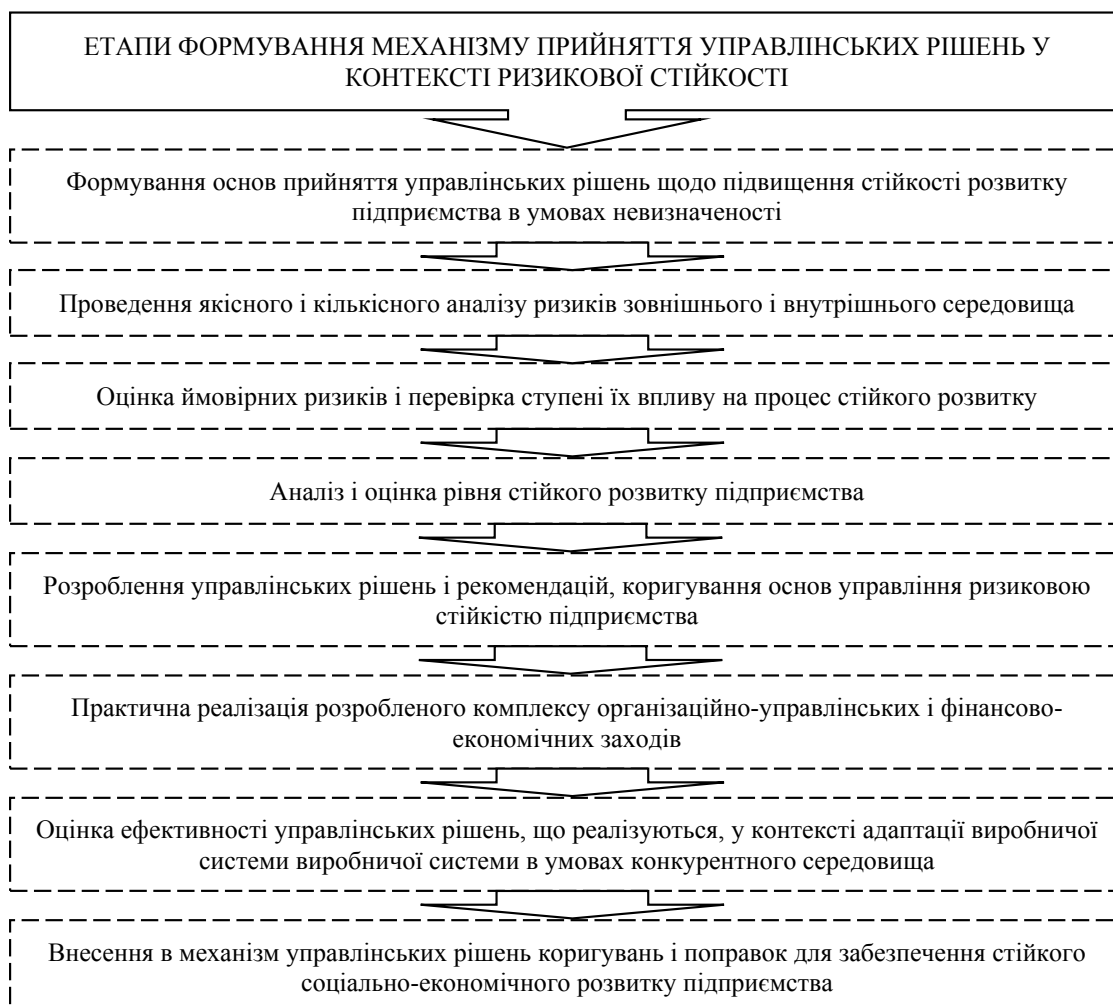 ЕТАПИ ФОРМУВАННЯ МЕХАНІЗМУ ПРИЙНЯТТЯ УПРАВЛІНСЬКИХ РІШЕНЬ У
КОНТЕКСТІ РИЗИКОВОЇ СТІЙКОСТІ
Формування основ прийняття управлінських рішень щодо підвищення стійкості розвитку
підприємства в умовах невизначеності
Проведення якісного і кількісного аналізу ризиків зовнішнього і внутрішнього середовища
Оцінка ймовірних ризиків і перевірка ступені їх впливу на процес стійкого розвитку
Аналіз і оцінка рівня стійкого розвитку підприємства
Розроблення управлінських рішень і рекомендацій, коригування основ управління ризиковою
стійкістю підприємства
Практична реалізація розробленого комплексу організаційно-управлінських і фінансово-
економічних заходів
Оцінка ефективності управлінських рішень, що реалізуються, у контексті адаптації виробничої
системи виробничої системи в умовах конкурентного середовища
Внесення в механізм управлінських рішень коригувань і поправок для забезпечення стійкого
соціально-економічного розвитку підприємства